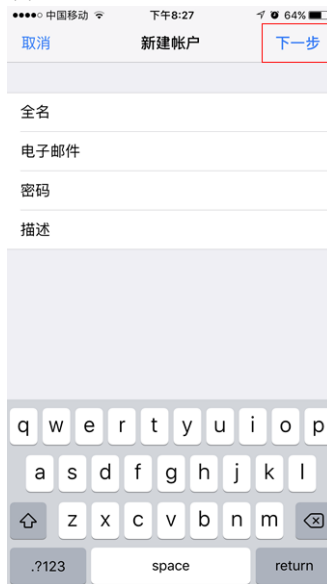 中国移动 下午8:27 64%
取消 新建帐户 下一步
全名
电子邮件
密码
描述
q w e r t y u i o p
a s d f g h j k l
z x c v b n m
.?123 space return